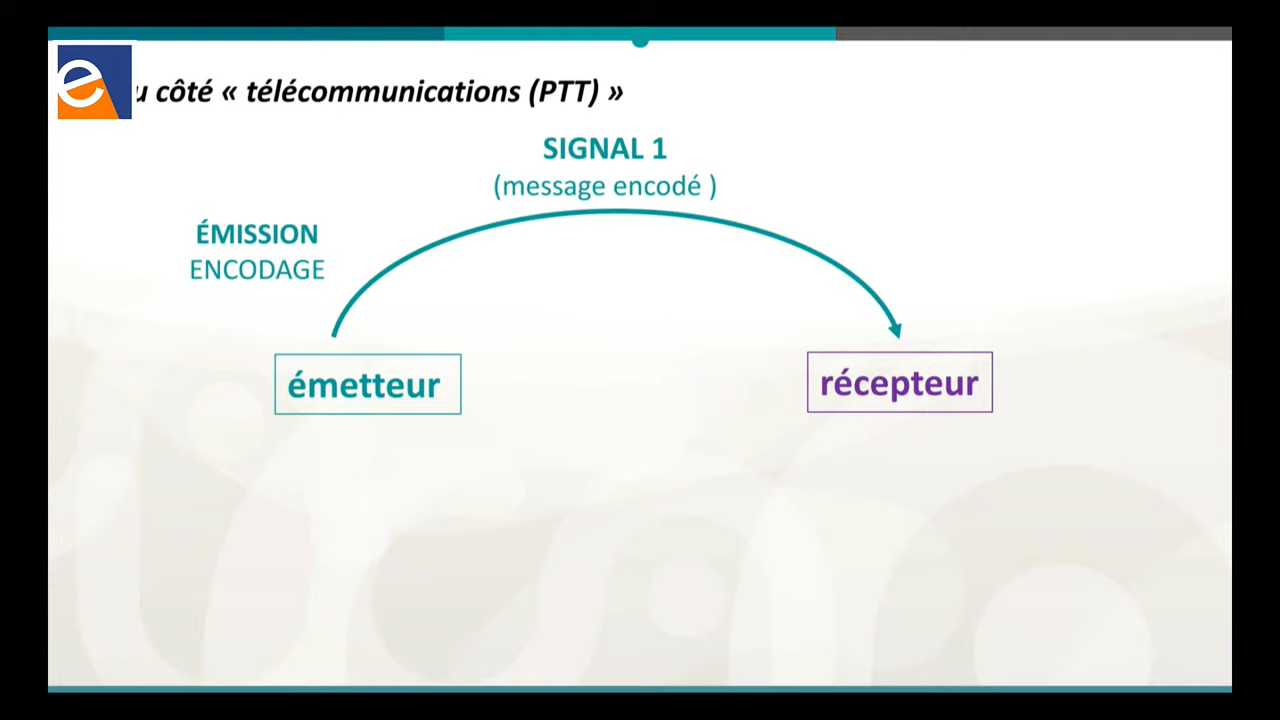 u côté « télécommunications (PTT) »
SIGNAL 1
(message encodé )
ÉMISSION
ENCODAGE
émetteur
récepteur
e